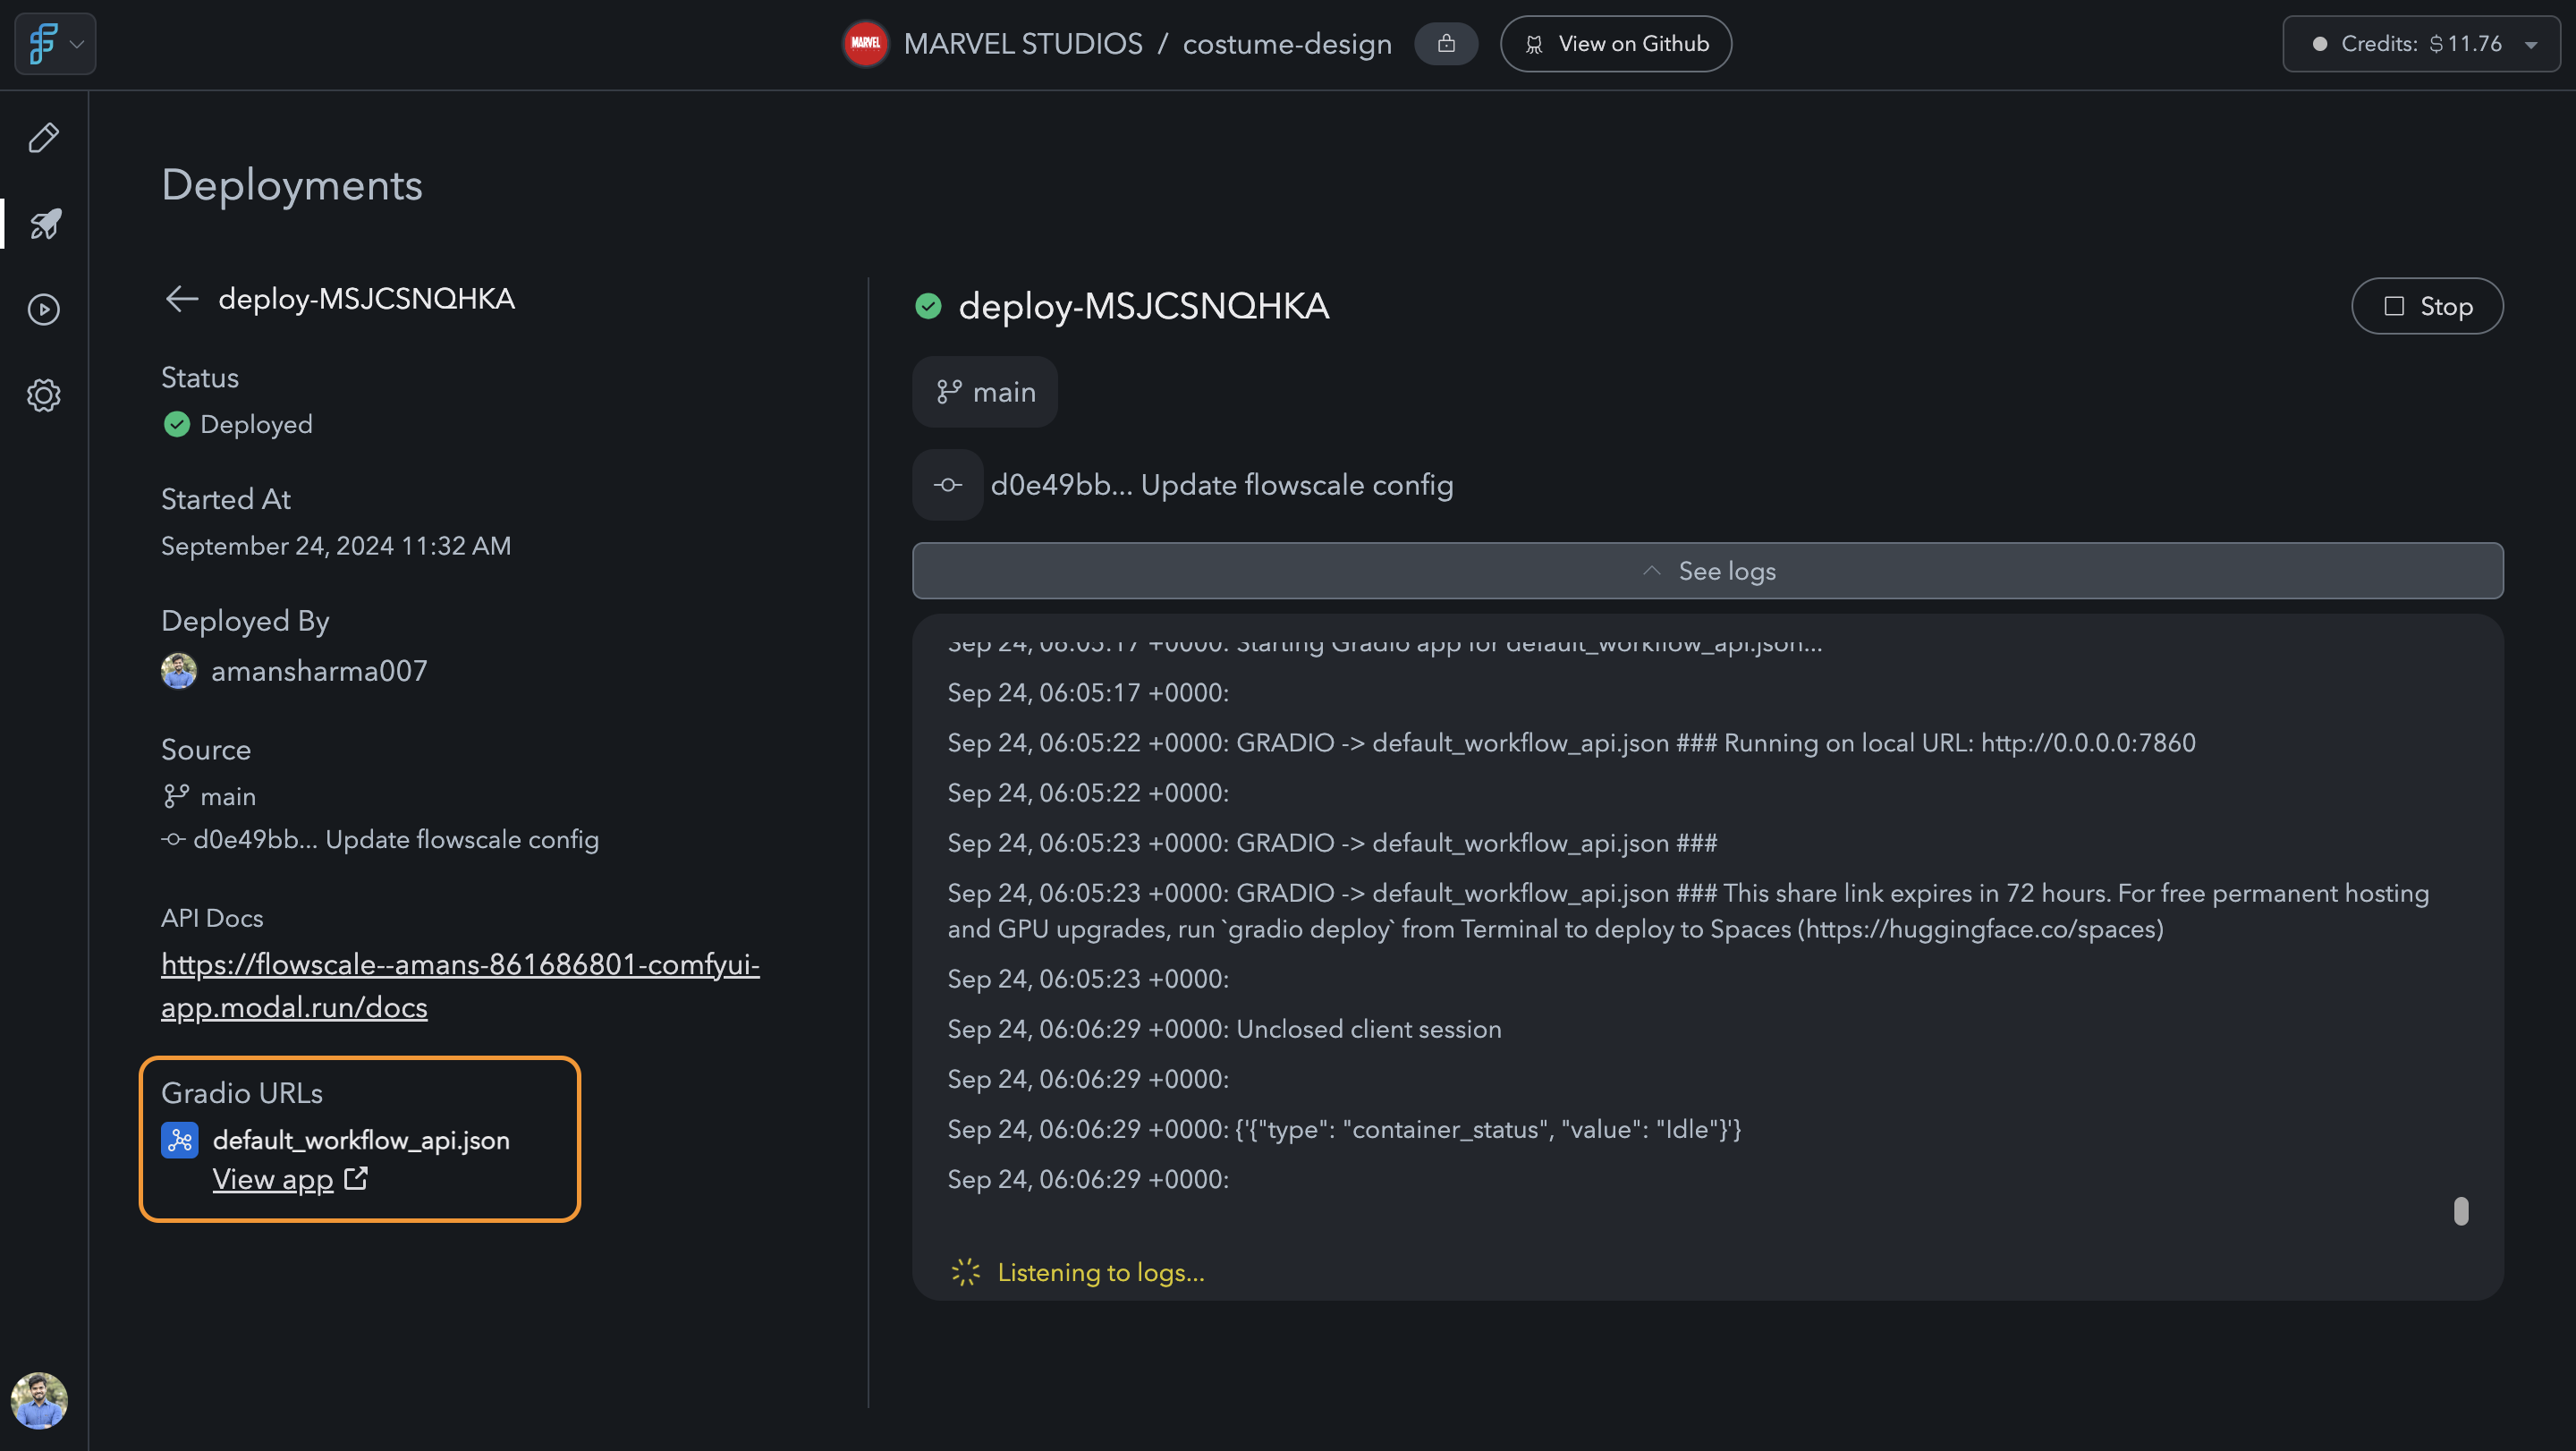 MARVEL
MARVEL STUDIOS / costume-design
View on Github
Credits: $ 11.76
Deployments
deploy-MSJCSNQHKA
Status
Deployed
Started At
September 24, 2024 11:32 AM
Deployed By
amansharma007
Source
main
d0e49bb... Update flowscale config
API Docs
https://flowscale--amans-861686801-comfyui-
app.modal.run/docs
Gradio URLs
default_workflow_api.json
View app
deploy-MSJCSNQHKA
Stop
main
d0e49bb... Update flowscale config
See logs
Sep 24, 06:05:17 +0000: Starting Gradio app for default_workflow_api.json...
Sep 24, 06:05:17 +0000:
Sep 24, 06:05:22 +0000: GRADIO -> default_workflow_api.json ### Running on local URL: http://0.0.0.0:7860
Sep 24, 06:05:22 +0000:
Sep 24, 06:05:23 +0000: GRADIO -> default_workflow_api.json ###
Sep 24, 06:05:23 +0000: GRADIO -> default_workflow_api.json ### This share link expires in 72 hours. For free permanent hosting
and GPU upgrades, run `gradio deploy` from Terminal to deploy to Spaces (https://huggingface.co/spaces)
Sep 24, 06:05:23 +0000:
Sep 24, 06:06:29 +0000: Unclosed client session
Sep 24, 06:06:29 +0000:
Sep 24, 06:06:29 +0000: {'{"type": "container_status", "value": "Idle"}'}
Sep 24, 06:06:29 +0000:
Listening to logs...